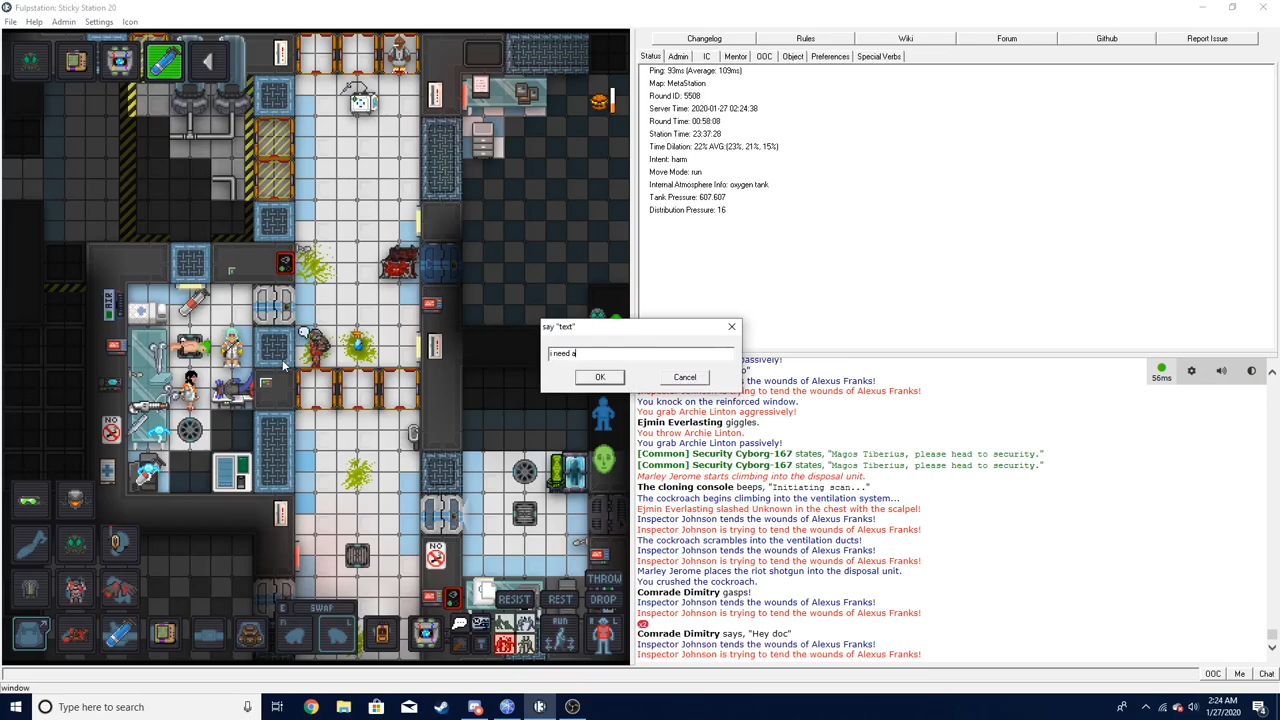 Fulpstation: Sticky Station 20
File Help Admin Settings Icon
Changelog Rules Wiki Forum Github Report Issue
Status Admin IC Mentor OOC Object Preferences Special Verbs
Ping: 93ms (Average: 109ms)
Map: MetaStation
Round ID: 5508
Server Time: 2020-01-27 02:24:38
Round Time: 00:58:08
Station Time: 23:37:28
Time Dilation: 22% AVG:(23%, 21%, 15%)
Intent: harm
Move Mode: run
Internal Atmosphere Info: oxygen tank
Tank Pressure: 607.607
Distribution Pressure: 16
say "text"
i need a
OK Cancel
56ms
the wounds of Alexus Franks!
to tend the wounds of Alexus Franks!
You knock on the reinforced window.
You grab Archie Linton aggressively!
Ejmin Everlasting giggles.
You throw Archie Linton.
You grab Archie Linton passively!
[Common] Security Cyborg-167 states, "Magos Tiberius, please head to security."
[Common] Security Cyborg-167 states, "Magos Tiberius, please head to security."
Marley Jerome starts climbing into the disposal unit.
The cloning console beeps, "Initiating scan..."
The cockroach begins climbing into the ventilation system...
Ejmin Everlasting slashed Unknown in the chest with the scalpel!
Inspector Johnson tends the wounds of Alexus Franks!
Inspector Johnson is trying to tend the wounds of Alexus Franks!
The cockroach scrambles into the ventilation ducts!
Inspector Johnson tends the wounds of Alexus Franks!
Inspector Johnson is trying to tend the wounds of Alexus Franks!
Marley Jerome places the riot shotgun into the disposal unit.
You crushed the cockroach.
Comrade Dimitry gasps!
Inspector Johnson tends the wounds of Alexus Franks!
Inspector Johnson is trying to tend the wounds of Alexus Franks!
x2
Comrade Dimitry says, "Hey doc"
Inspector Johnson tends the wounds of Alexus Franks!
Inspector Johnson is trying to tend the wounds of Alexus Franks!
NO
NO
THROW
RESIST REST DROP
E SWAP
R L RUN R L
OOC Me Chat
window
Type here to search
2:24 AM
1/27/2020